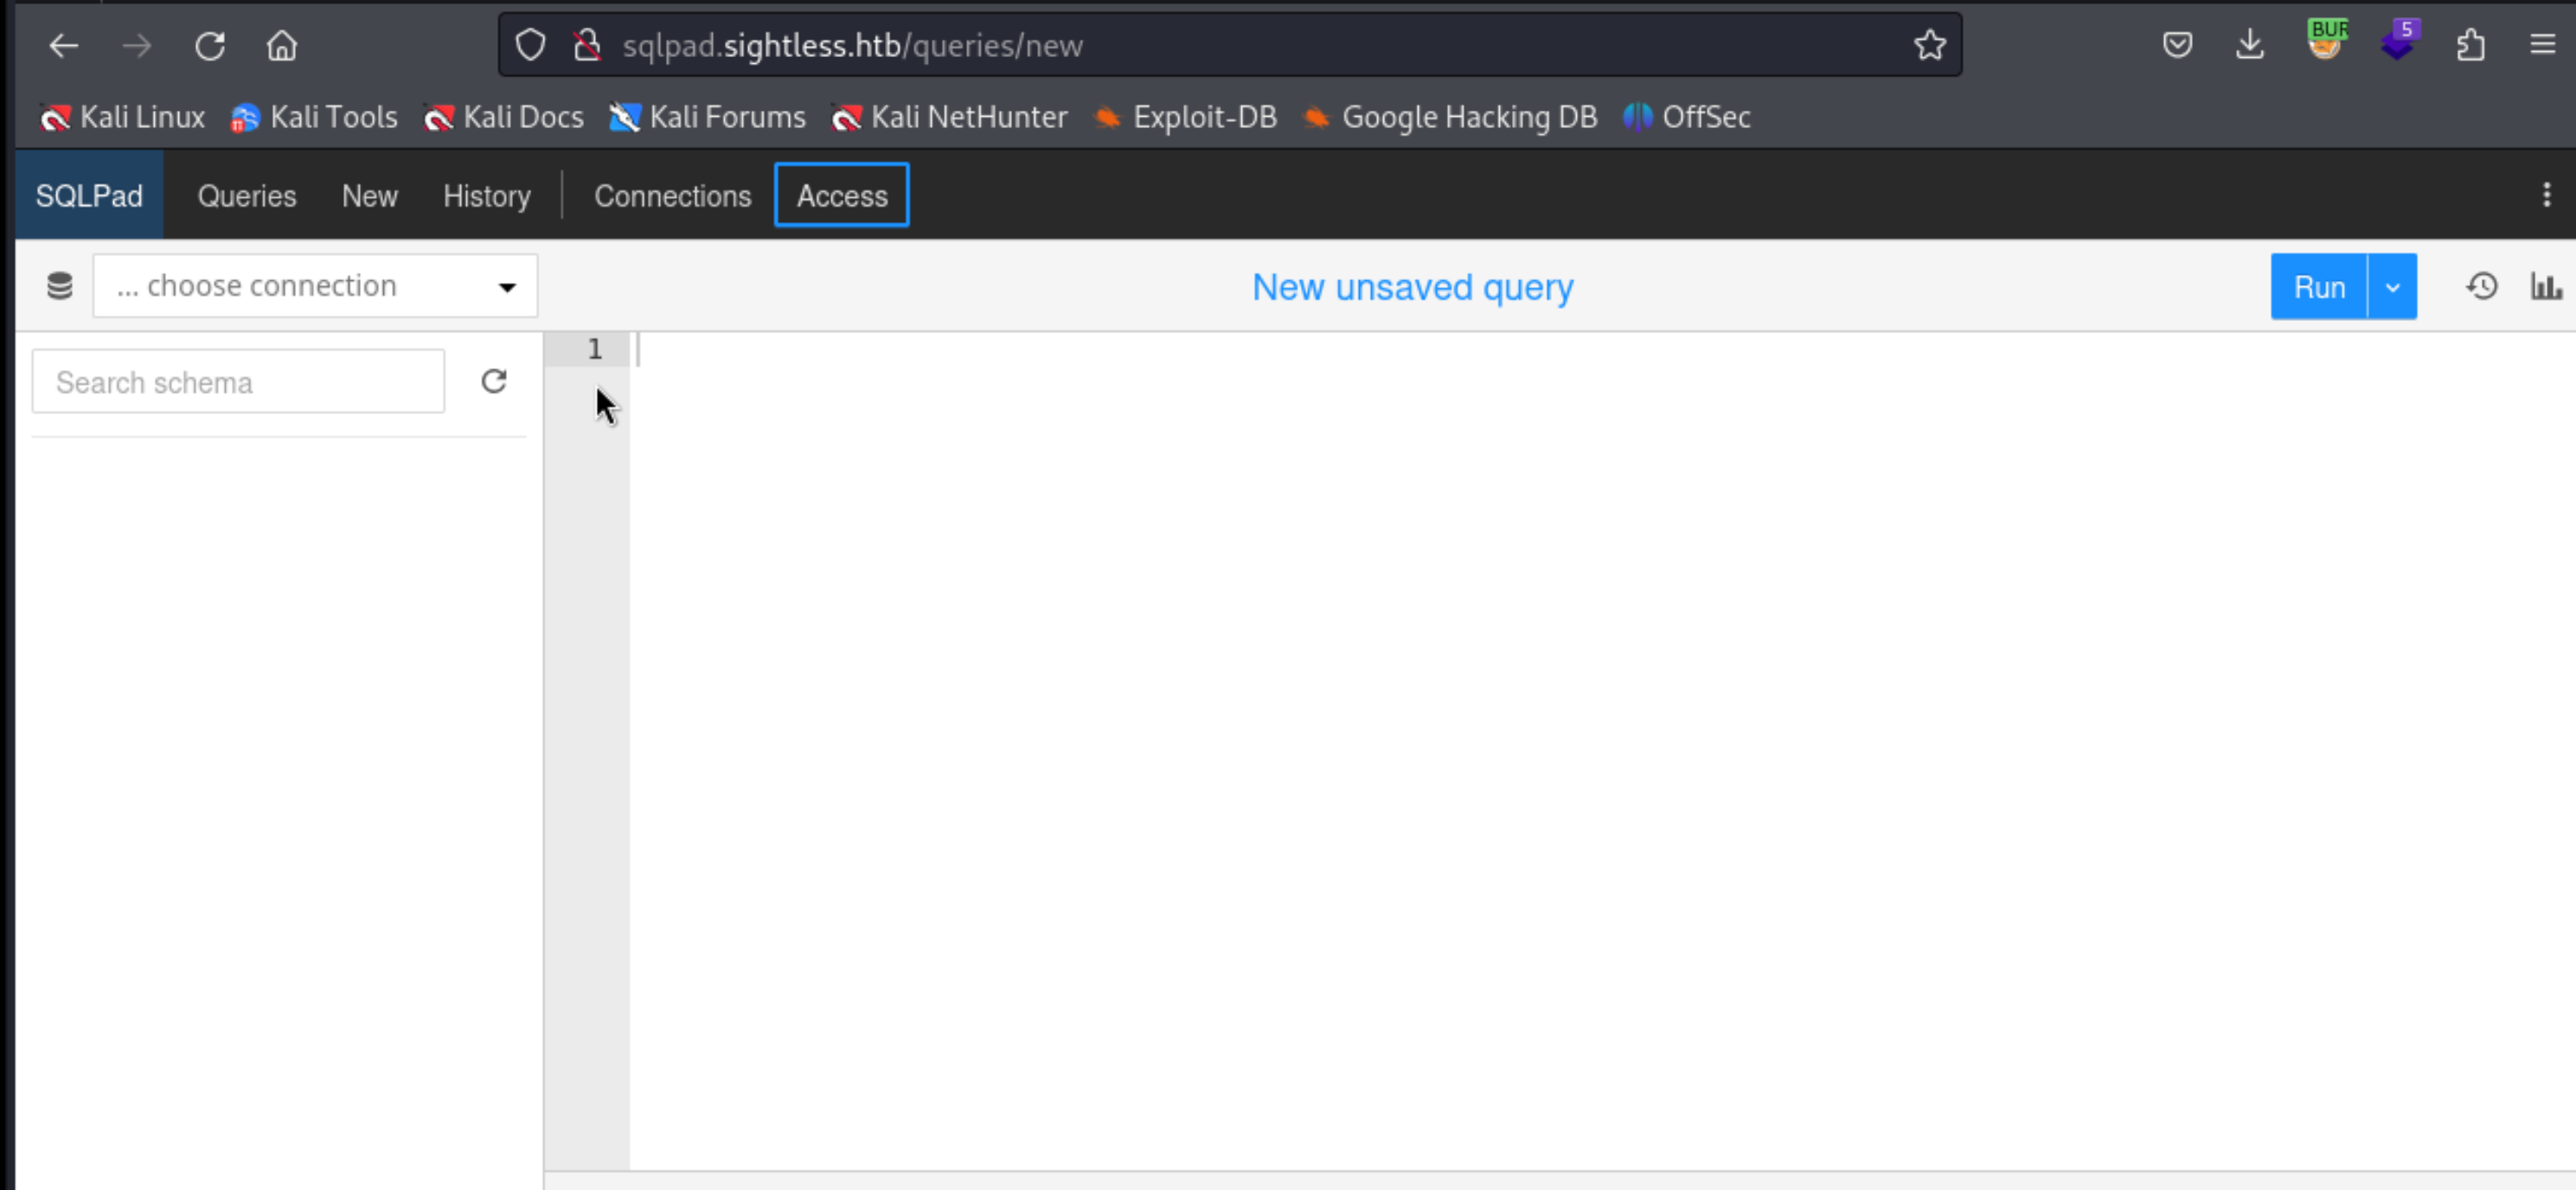 BUR
5
sqlpad.sightless.htb/queries/new
Kali Linux Kali Tools Kali Docs Kali Forums Kali NetHunter Exploit-DB Google Hacking DB OffSec
SQLPad Queries New History Connections Access
... choose connection New unsaved query Run
Search schema
1